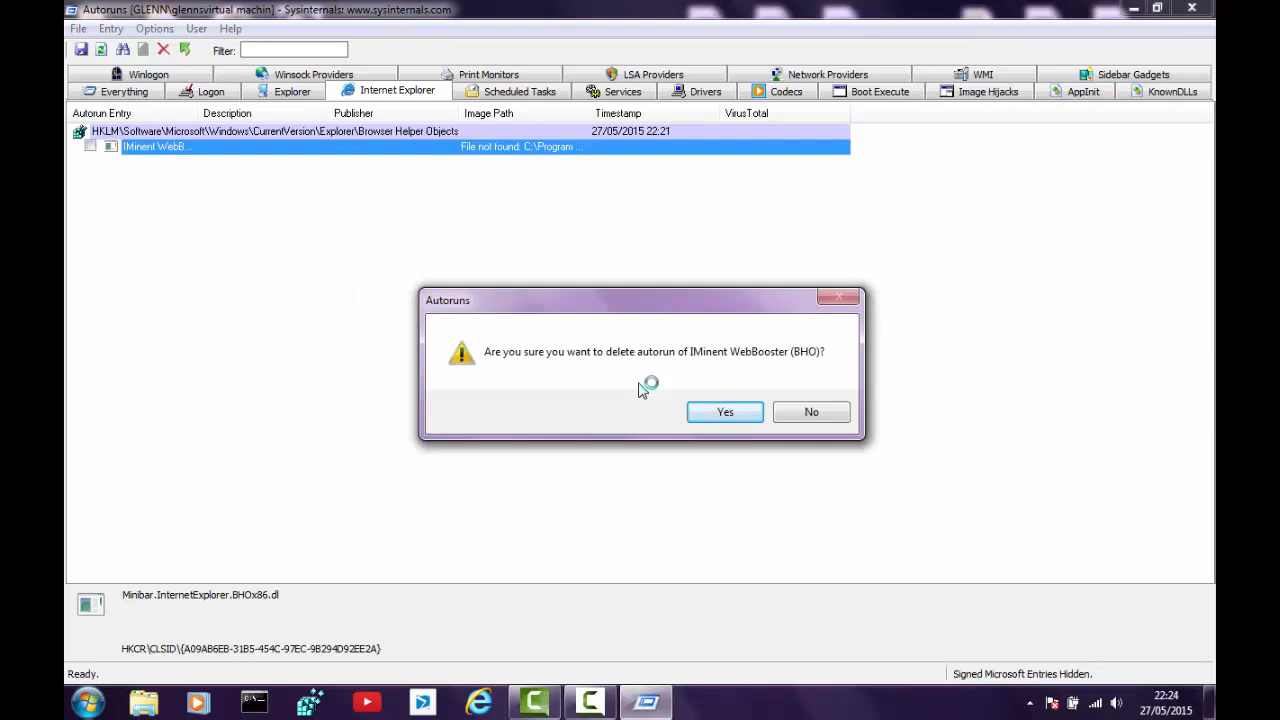 Autoruns [GLENN\glennsvirtual machin] - Sysinternals: www.sysinternals.com
File Entry Options User Help
Filter:
Winlogon Winsock Providers Print Monitors LSA Providers Network Providers WMI Sidebar Gadgets
Everything Logon Explorer Internet Explorer Scheduled Tasks Services Drivers Codecs Boot Execute Image Hijacks AppInit KnownDLLs
Autorun Entry Description Publisher Image Path Timestamp VirusTotal
HKLM\Software\Microsoft\Windows\CurrentVersion\Explorer\Browser Helper Objects 27/05/2015 22:21
IMinent WebB... File not found: C:\Program ...
Autoruns
Are you sure you want to delete autorun of IMinent WebBooster (BHO)?
Yes No
Minibar.InternetExplorer.BHOx86.dl
HKCR\CLSID\{A09AB6EB-31B5-454C-97EC-9B294D92EE2A}
Ready. Signed Microsoft Entries Hidden.
22:24
27/05/2015